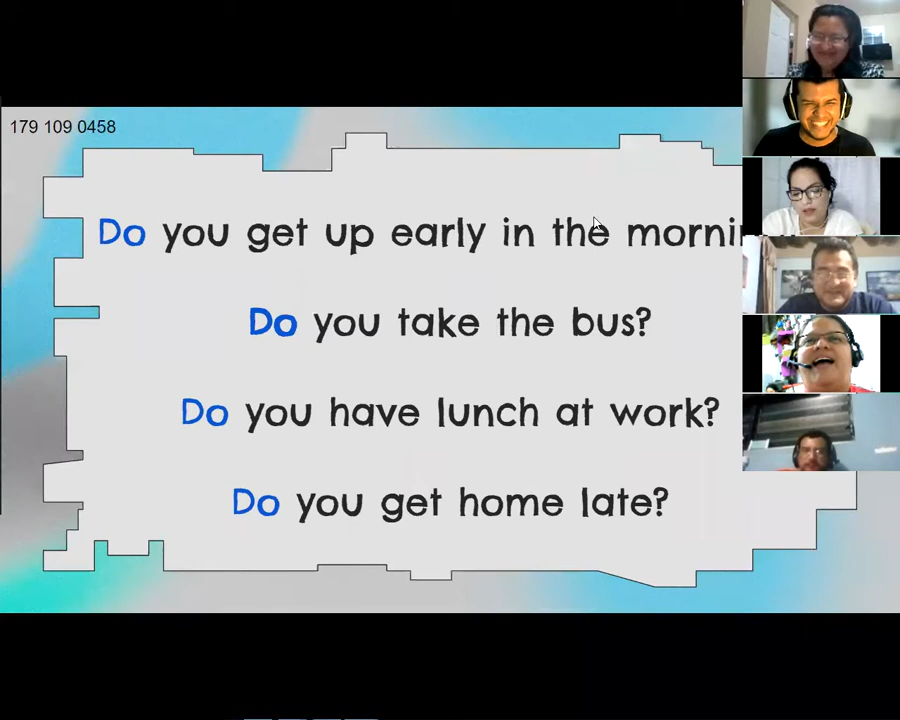 179 109 0458
Do you get up early in the
Do you take the bus?
Do you have lunch at work?
Do you get home late?